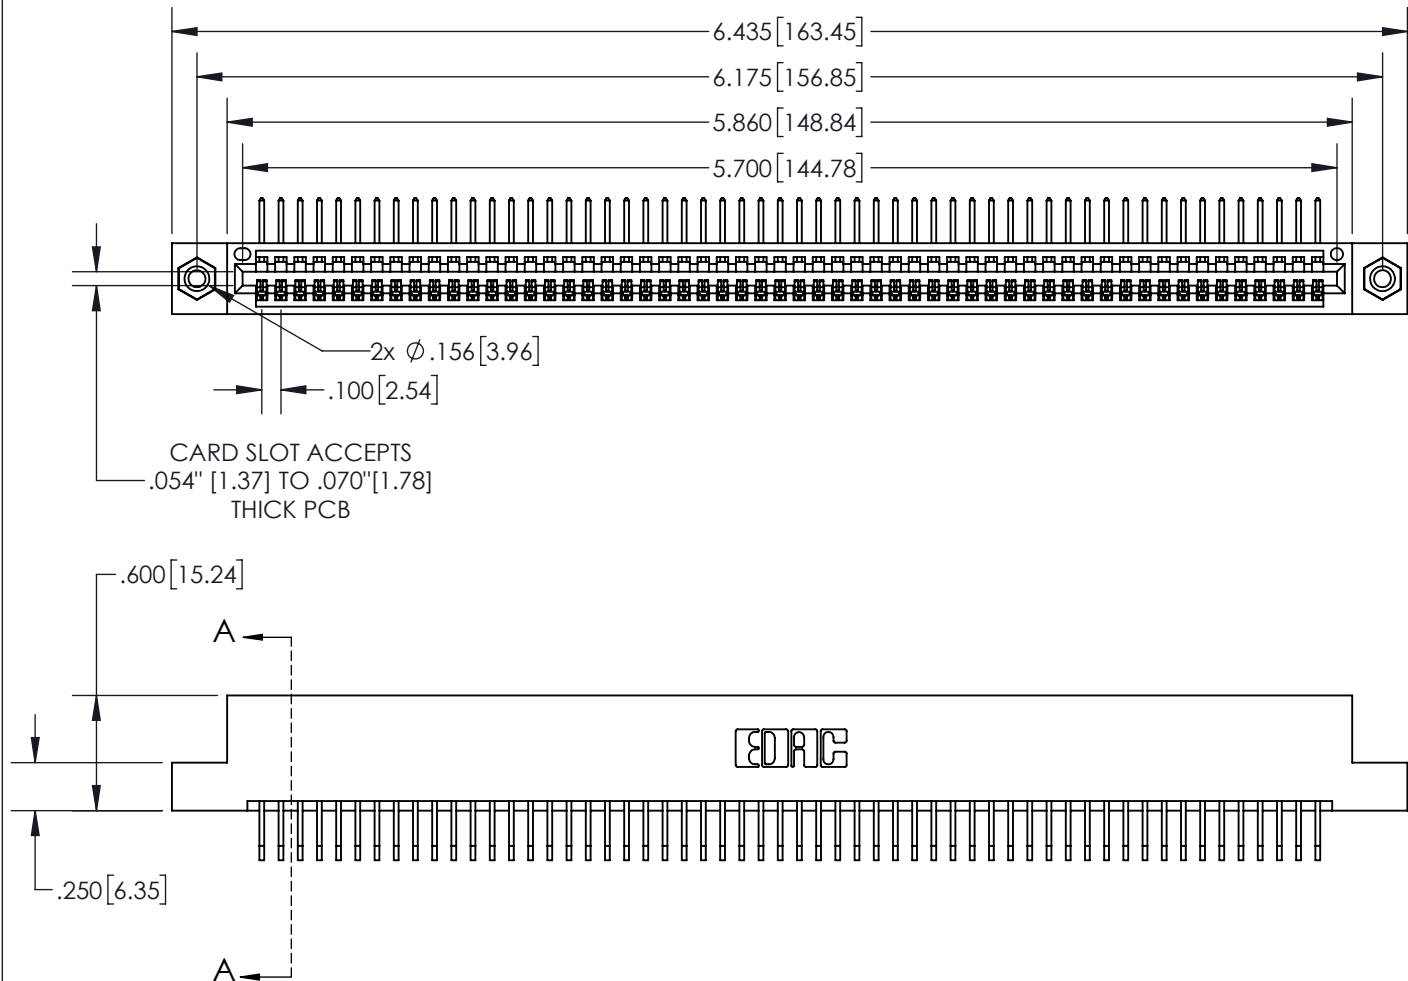 6.435[163.45]
6.175[156.85]
5.860[148.84]
5.700[144.78]
2x Ø.156[3.96]
.100[2.54]
CARD SLOT ACCEPTS
.054" [1.37] TO .070"[1.78]
THICK PCB
.600[15.24]
A
EDAC
.250[6.35]
A